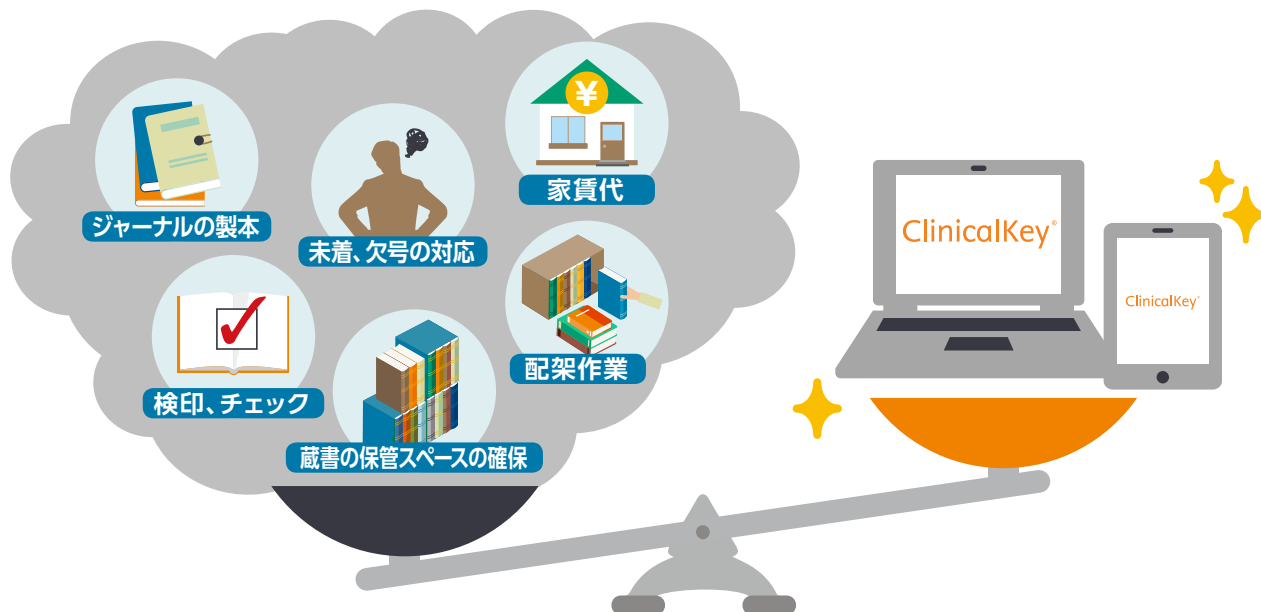 ¥
家賃代
ジャーナルの製本
未着、欠号の対応
配架作業
検印、チェック
蔵書の保管スペースの確保
ClinicalKey®
ClinicalKey®